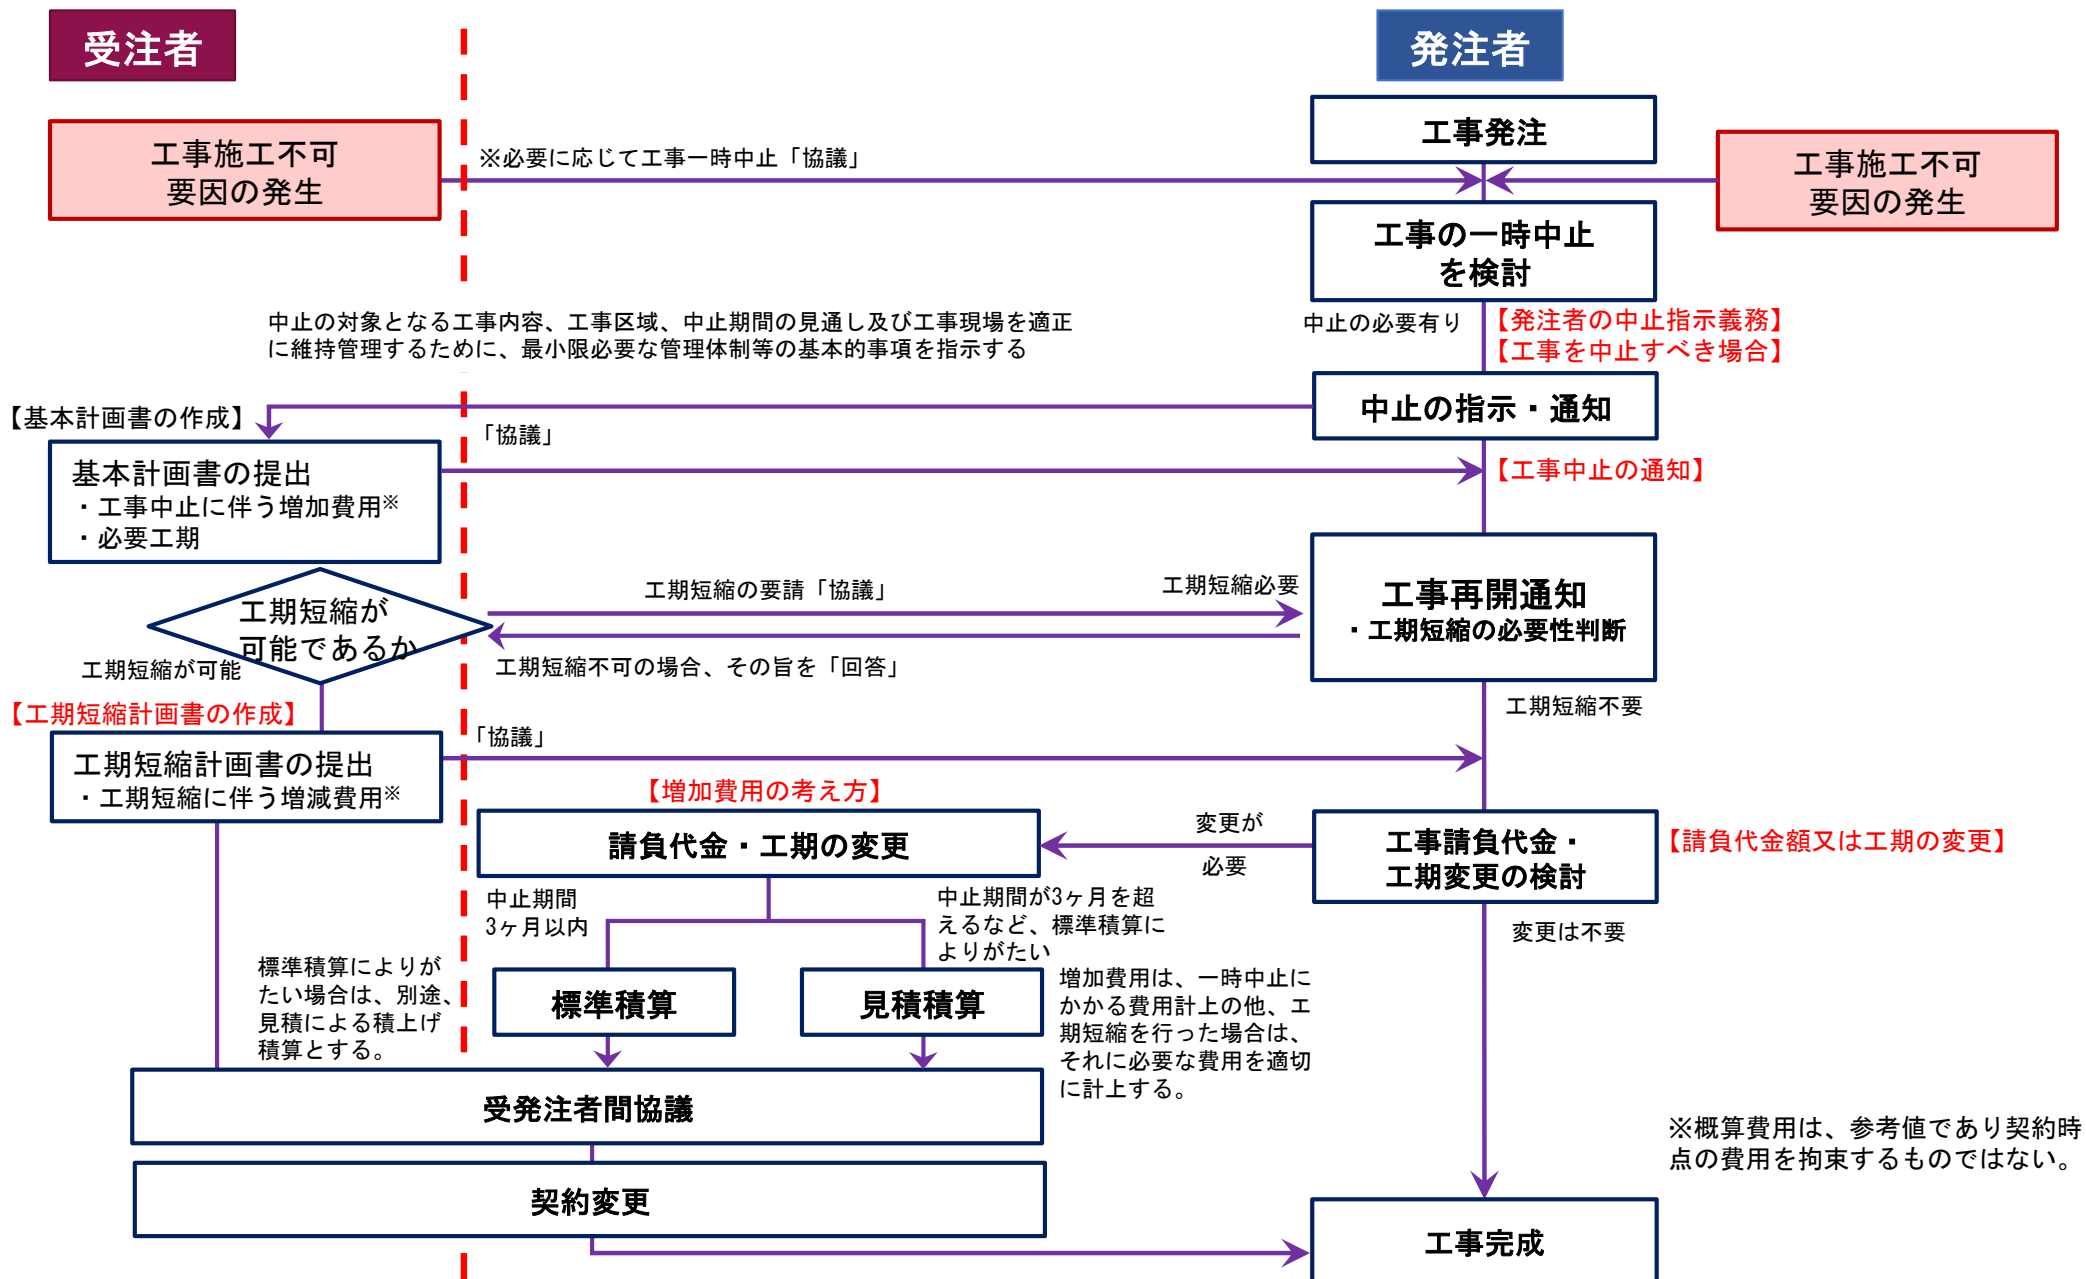 受注者
発注者
工事発注
工事施工不可
要因の発生
※必要に応じて工事一時中止「協議」
工事施工不可
要因の発生
工事の一時中止
を検討
中止の対象となる工事内容、工事区域、中止期間の見通し及び工事現場を適正
に維持管理するために、最小限必要な管理体制等の基本的事項を指示する
中止の必要有り
【発注者の中止指示義務】
【工事を中止すべき場合】
中止の指示・通知
【基本計画書の作成】
「協議」
基本計画書の提出
・工事中止に伴う増加費用※
・必要工期
【工事中止の通知】
工期短縮が
可能であるか
工期短縮の要請「協議」
工期短縮必要
工事再開通知
・工期短縮の必要性判断
工期短縮不可の場合、その旨を「回答」
工期短縮が可能
工期短縮不要
【工期短縮計画書の作成】
「協議」
工期短縮計画書の提出
・工期短縮に伴う増減費用※
【増加費用の考え方】
請負代金・工期の変更
変更が
必要
工事請負代金・
工期変更の検討
【請負代金額又は工期の変更】
中止期間
3ヶ月以内
中止期間が3ヶ月を超
えるなど、標準積算に
よりがたい
変更は不要
標準積算によりが
たい場合は、別途、
見積による積上げ
積算とする。
標準積算
見積積算
増加費用は、一時中止に
かかる費用計上の他、工
期短縮を行った場合は、
それに必要な費用を適切
に計上する。
受発注者間協議
※概算費用は、参考値であり契約時
点の費用を拘束するものではない。
契約変更
工事完成